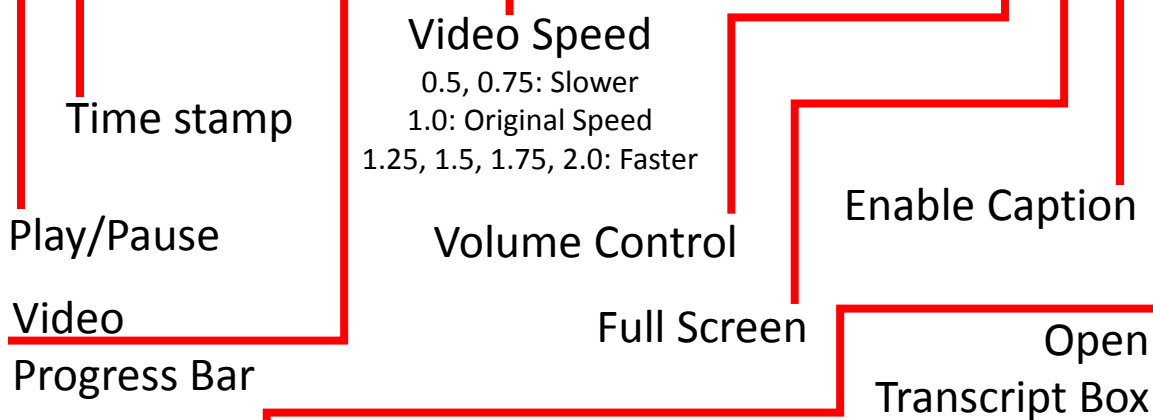 Video Speed
0.5, 0.75: Slower
1.0: Original Speed
1.25, 1.5, 1.75, 2.0: Faster
Time stamp
Play/Pause
Volume Control
Enable Caption
Video
Progress Bar
Full Screen
Open
Transcript Box